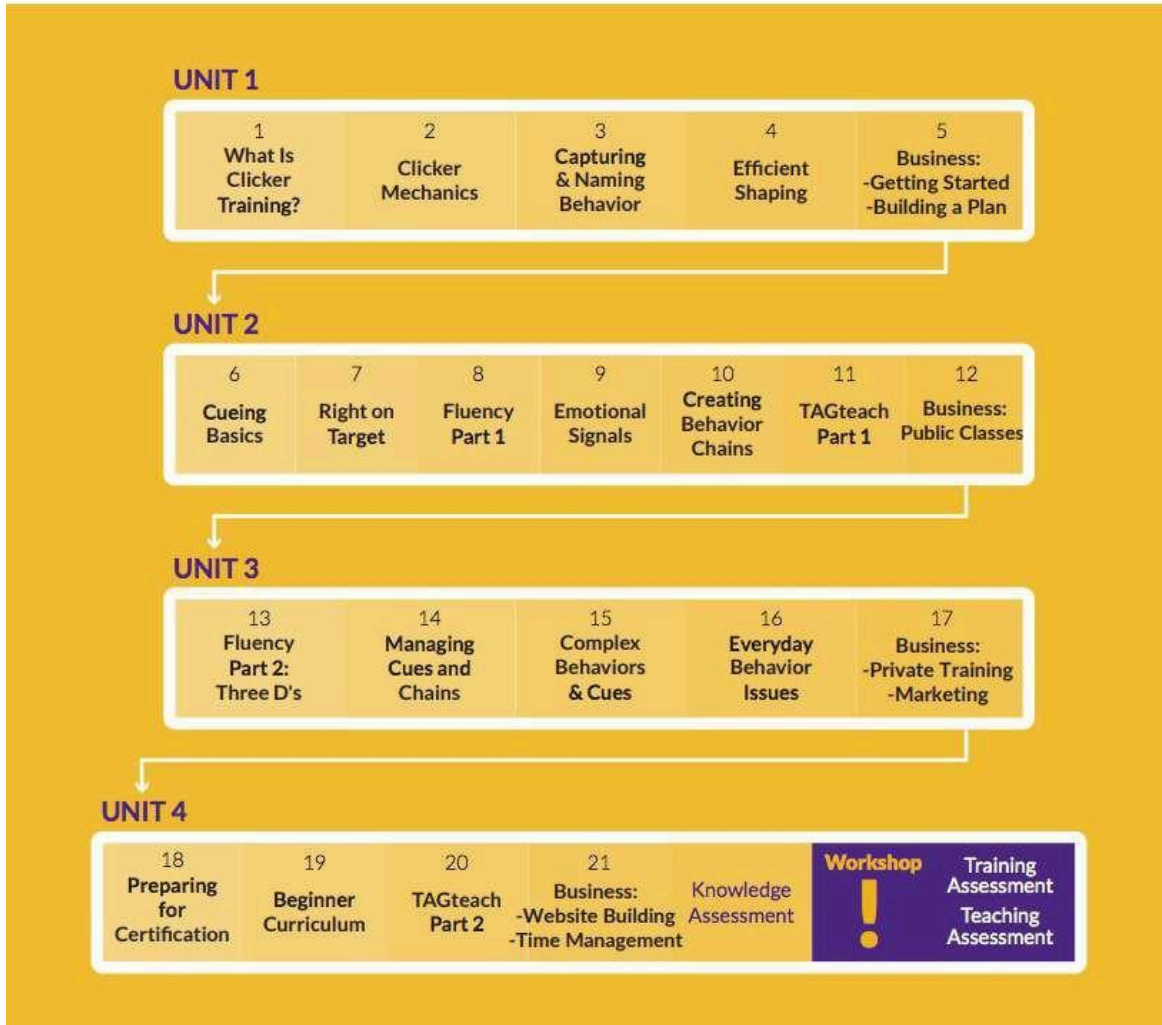 UNIT 1
1
What Is
Clicker
Training?
2
Clicker
Mechanics
3
Capturing
& Naming
Behavior
4
Efficient
Shaping
5
Business:
-Getting Started
-Building a Plan
UNIT 2
6
Cueing
Basics
7
Right on
Target
8
Fluency
Part 1
9
Emotional
Signals
10
Creating
Behavior
Chains
11
TAGteach
Part 1
12
Business:
Public Classes
UNIT 3
13
Fluency
Part 2:
Three D's
14
Managing
Cues and
Chains
15
Complex
Behaviors
& Cues
16
Everyday
Behavior
Issues
17
Business:
-Private Training
-Marketing
UNIT 4
18
Preparing
for
Certification
19
Beginner
Curriculum
20
TAGteach
Part 2
21
Business:
-Website Building
-Time Management
Knowledge
Assessment
Workshop
!
Training
Assessment
Teaching
Assessment